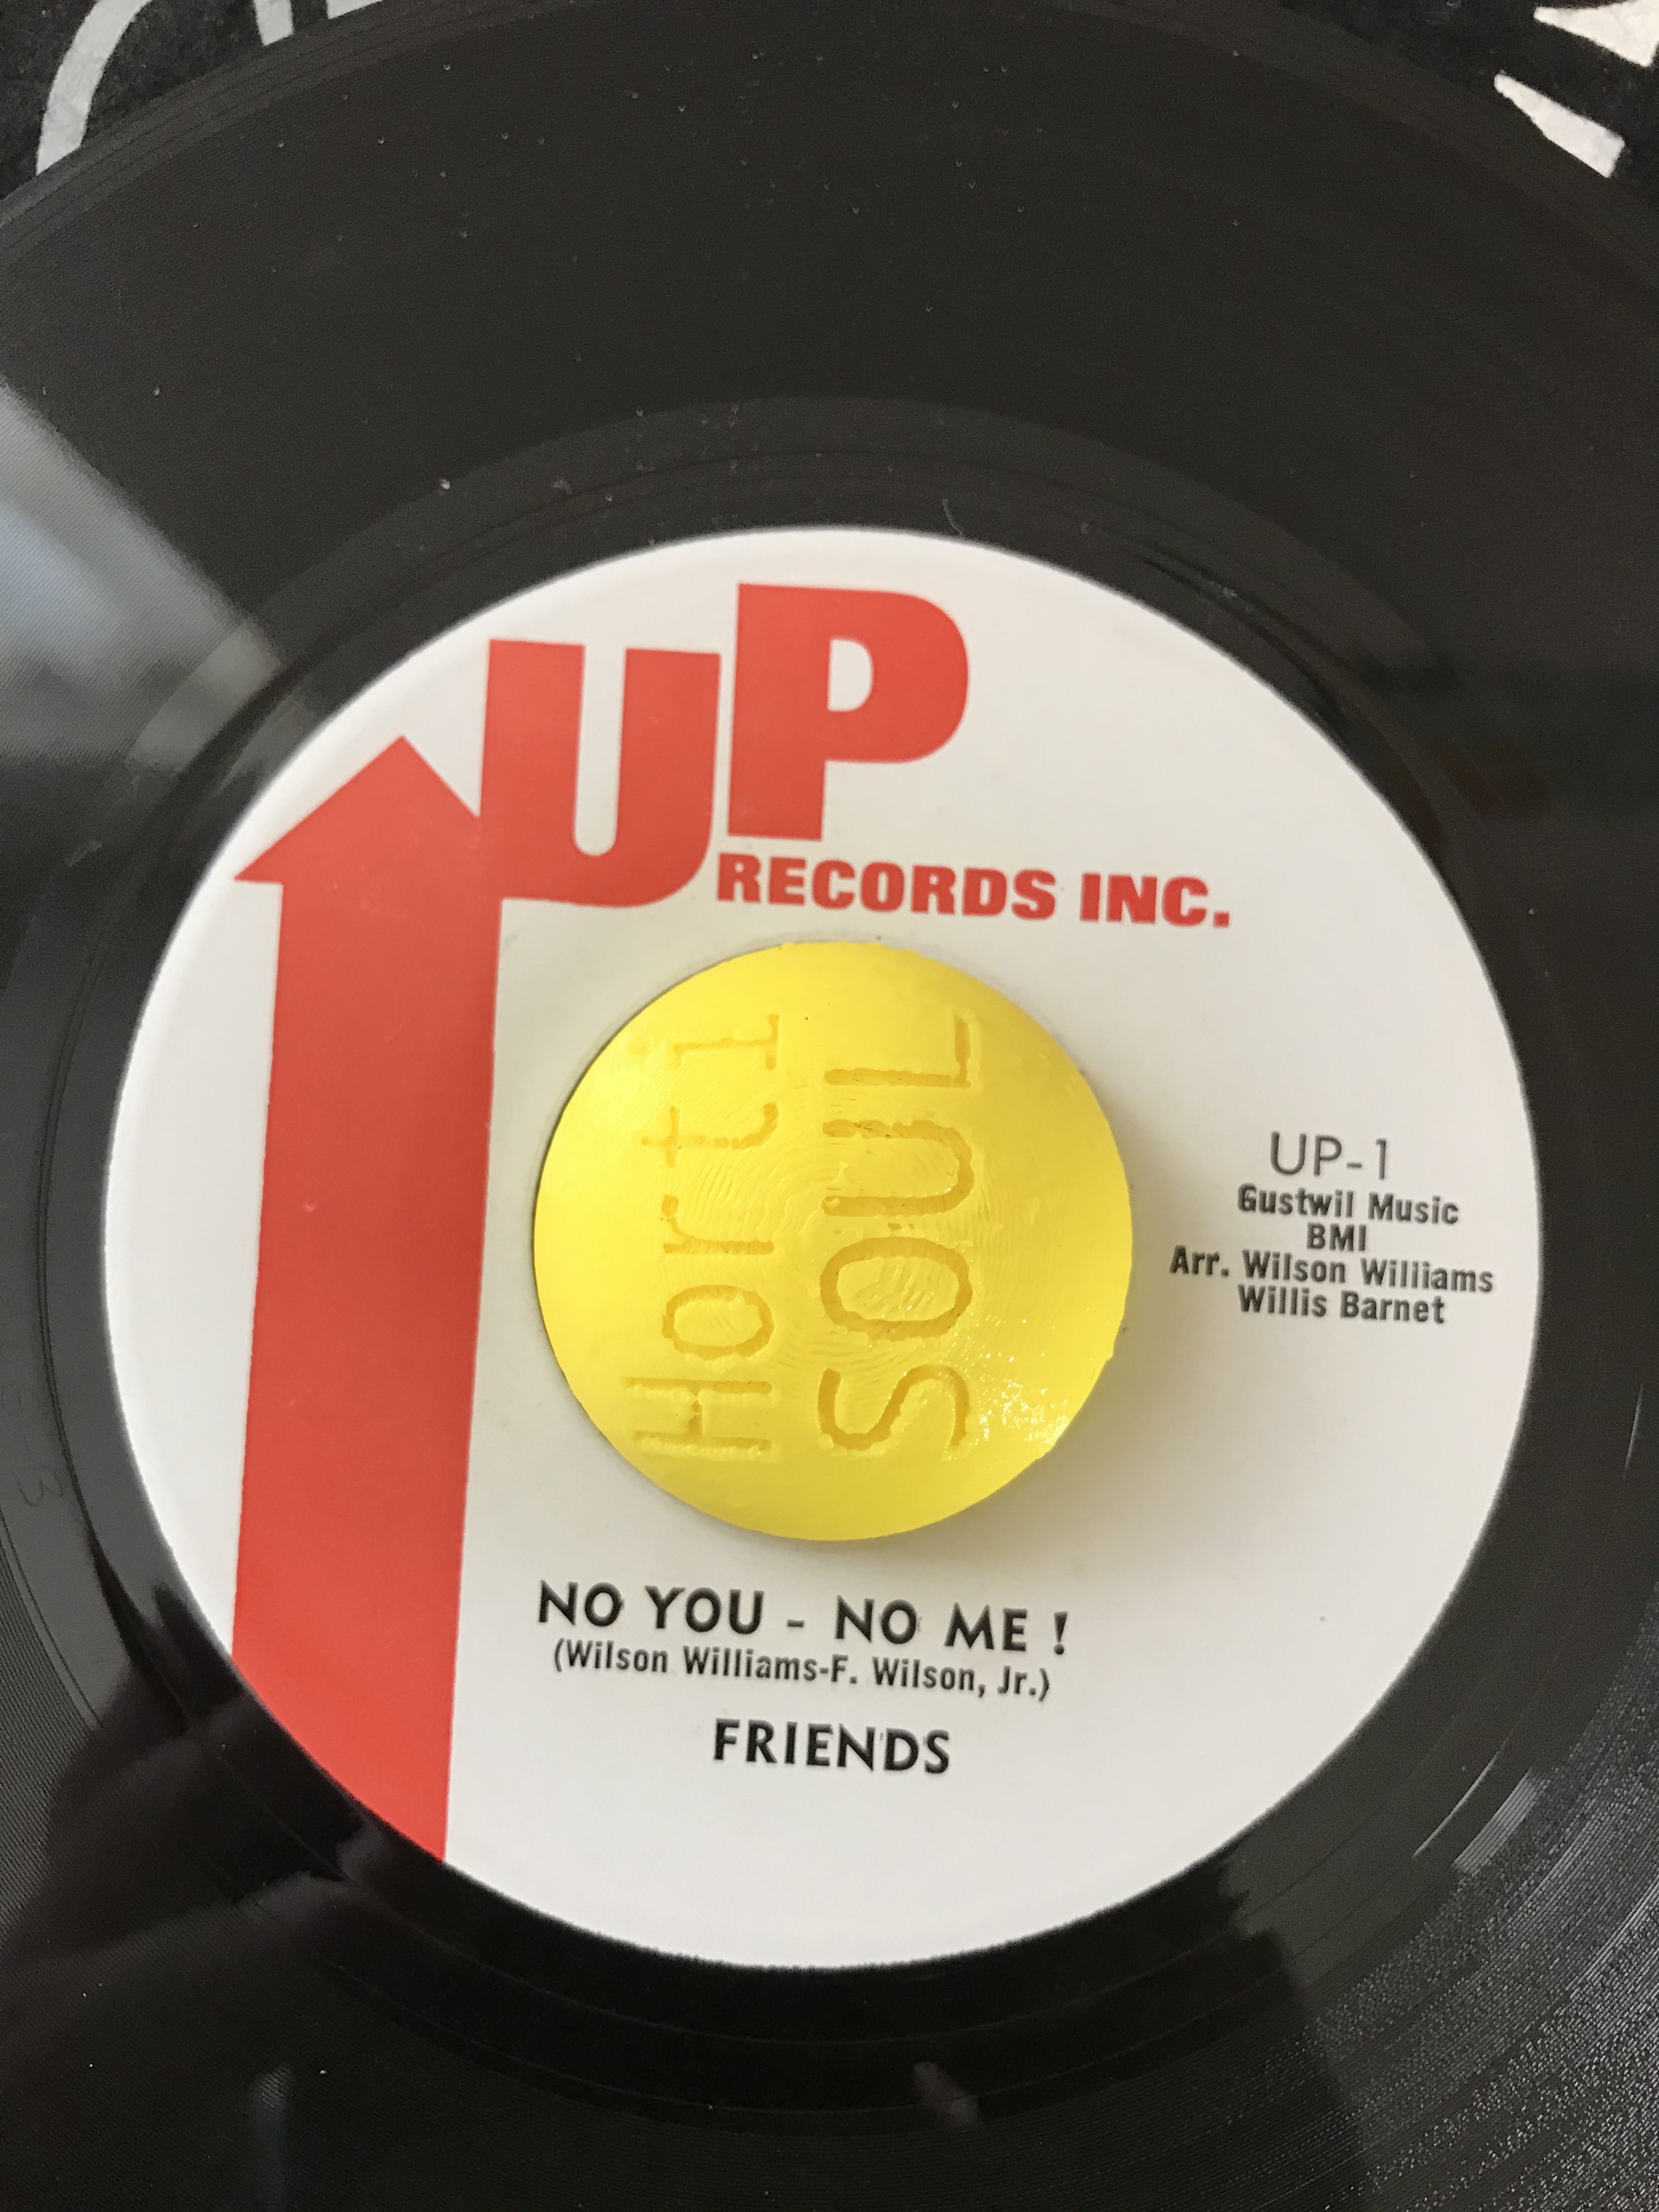 UP
RECORDS INC.
Horti
SOUL
UP-1
Gustwil Music
BMI
Arr. Wilson Williams
Willis Barnet
NO YOU - NO ME !
(Wilson Williams-F. Wilson, Jr.)
FRIENDS